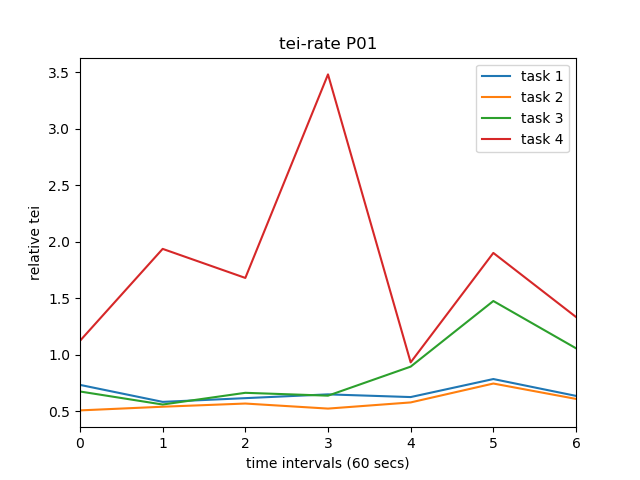 tei-rate P01
task 1
task 2
task 3
task 4
relative tei
3.5
3.0
2.5
2.0
1.5
1.0
0.5
0 1 2 3 4 5 6
time intervals (60 secs)